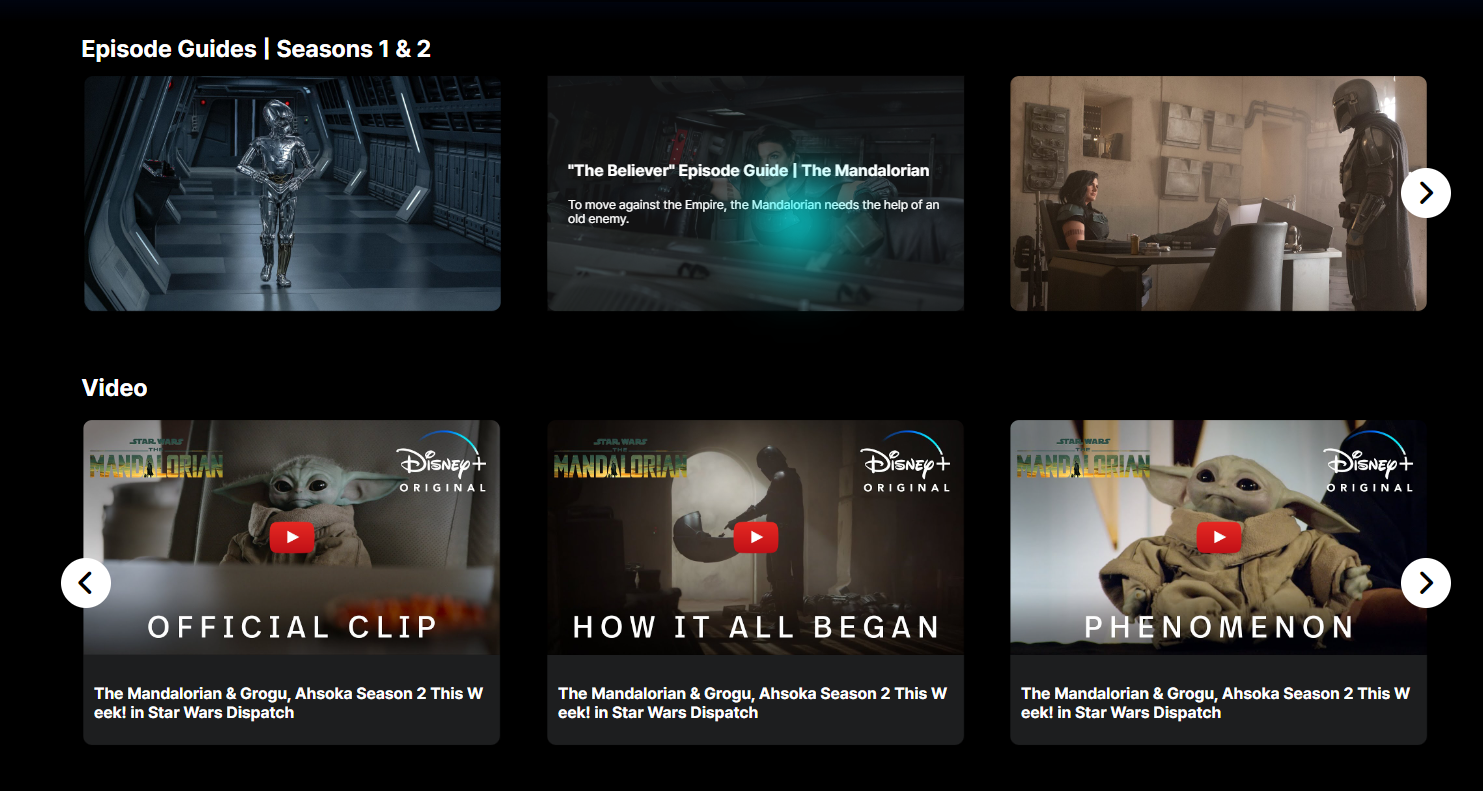 Episode Guides | Seasons 1 & 2
"The Believer" Episode Guide | The Mandalorian
To move against the Empire, the Mandalorian needs the help of an
old enemy.
Video
STAR WARS
THE
MANDALORIAN
Disney+
ORIGINAL
OFFICIAL CLIP
The Mandalorian & Grogu, Ahsoka Season 2 This W
eek! in Star Wars Dispatch
STAR WARS
THE
MANDALORIAN
Disney+
ORIGINAL
HOW IT ALL BEGAN
The Mandalorian & Grogu, Ahsoka Season 2 This W
eek! in Star Wars Dispatch
STAR WARS
THE
MANDALORIAN
Disney+
ORIGINAL
PHENOMENON
The Mandalorian & Grogu, Ahsoka Season 2 This W
eek! in Star Wars Dispatch